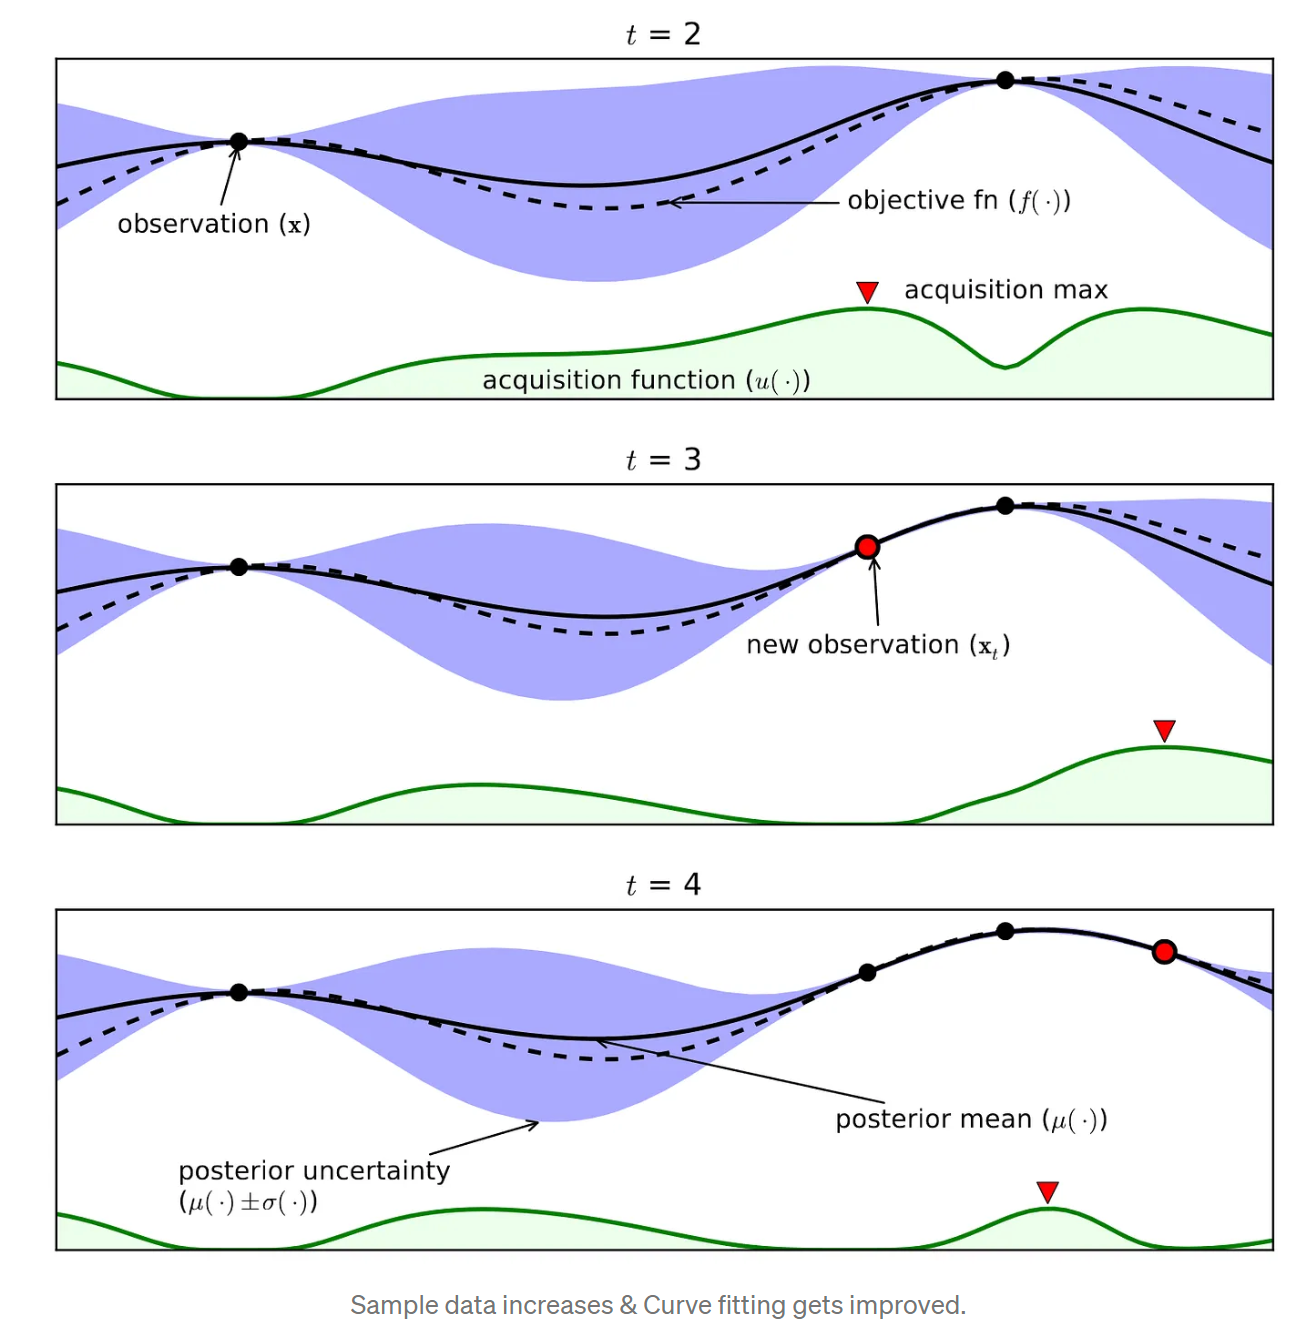 t = 2
observation (x)
objective fn (f(·))
acquisition max
acquisition function (u(·))
t = 3
new observation (xₜ)
t = 4
posterior mean (μ(·))
posterior uncertainty
(μ(·)±σ(·))
Sample data increases & Curve fitting gets improved.